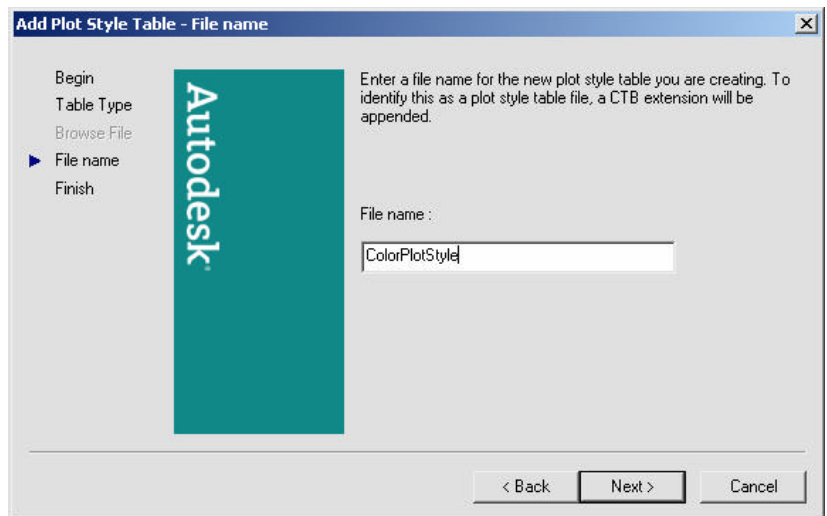 Add Plot Style Table - File name
Begin
Table Type
Browse File
File name
Finish
Autodesk
Enter a file name for the new plot style table you are creating. To
identify this as a plot style table file, a CTB extension will be
appended.
File name :
ColorPlotStyle
< Back
Next >
Cancel